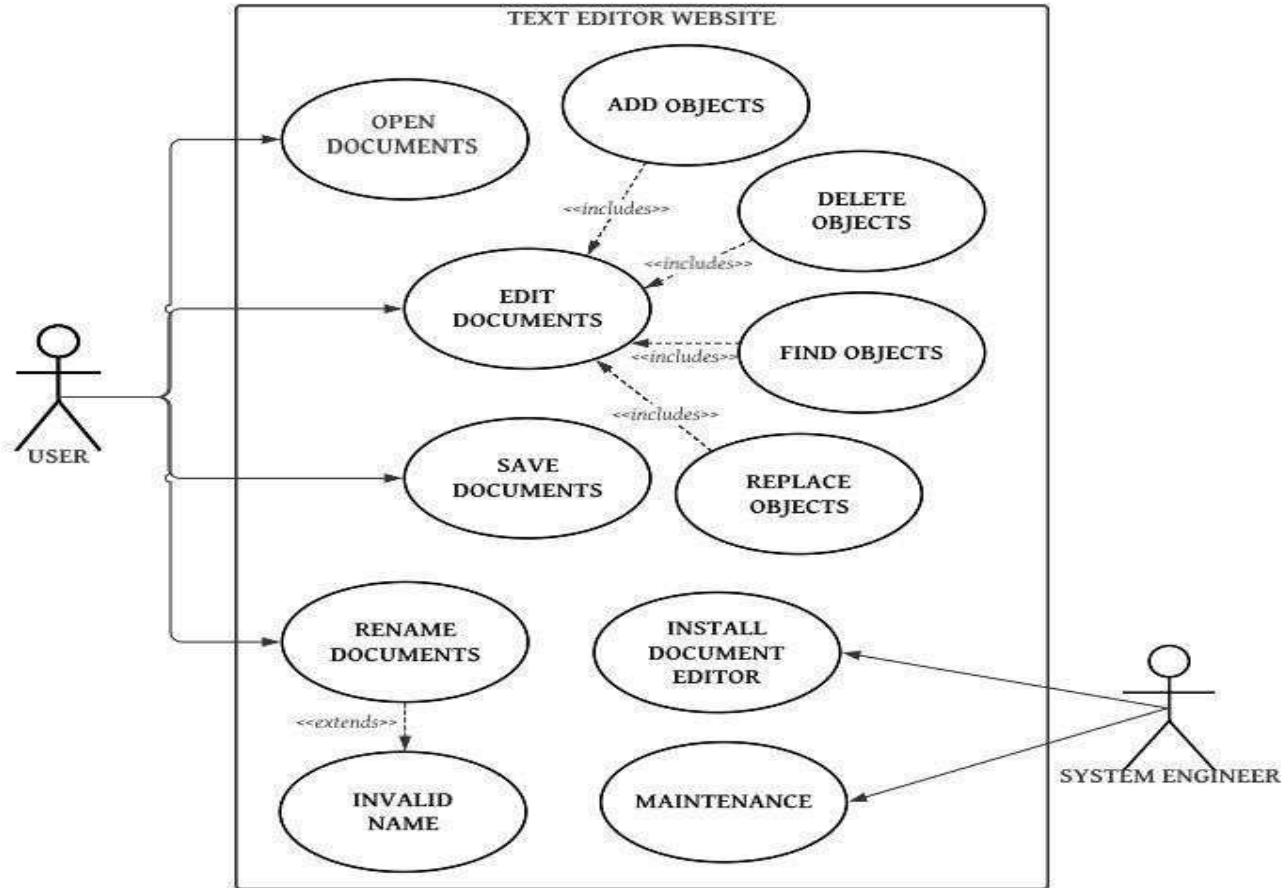 TEXT EDITOR WEBSITE
OPEN
DOCUMENTS
ADD OBJECTS
<<includes>>
DELETE
OBJECTS
<<includes>>
EDIT
DOCUMENTS
<<includes>>
FIND OBJECTS
<<includes>>
USER
SAVE
DOCUMENTS
REPLACE
OBJECTS
RENAME
DOCUMENTS
INSTALL
DOCUMENT
EDITOR
<<extends>>
SYSTEM ENGINEER
INVALID
NAME
MAINTENANCE